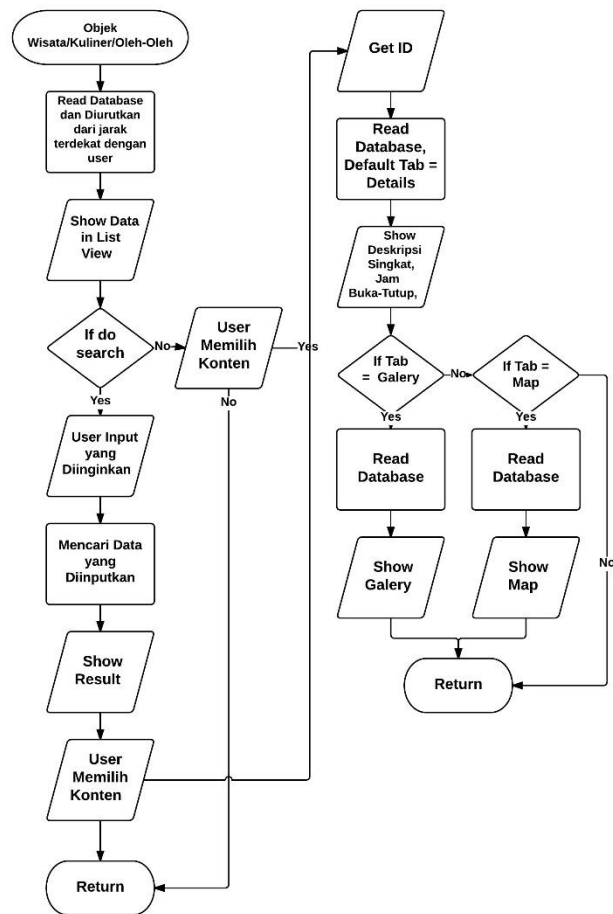 Objek
Wisata/Kuliner/Oleh-Oleh
Read Database
dan Diurutkan
dari jarak
terdekat dengan
user
Show Data
in List
View
If do
search
No
User
Memilih
Konten
Yes
No
Yes
User Input
yang
Diinginkan
Mencari Data
yang
Diinputkan
Show
Result
User
Memilih
Konten
Return
Get ID
Read
Database,
Default Tab =
Details
Show
Deskripsi
Singkat,
Jam
Buka-Tutup,
If Tab
= Galery
No
If Tab =
Map
Yes
Yes
Read
Database
Read
Database
Show
Galery
Show
Map
No
Return